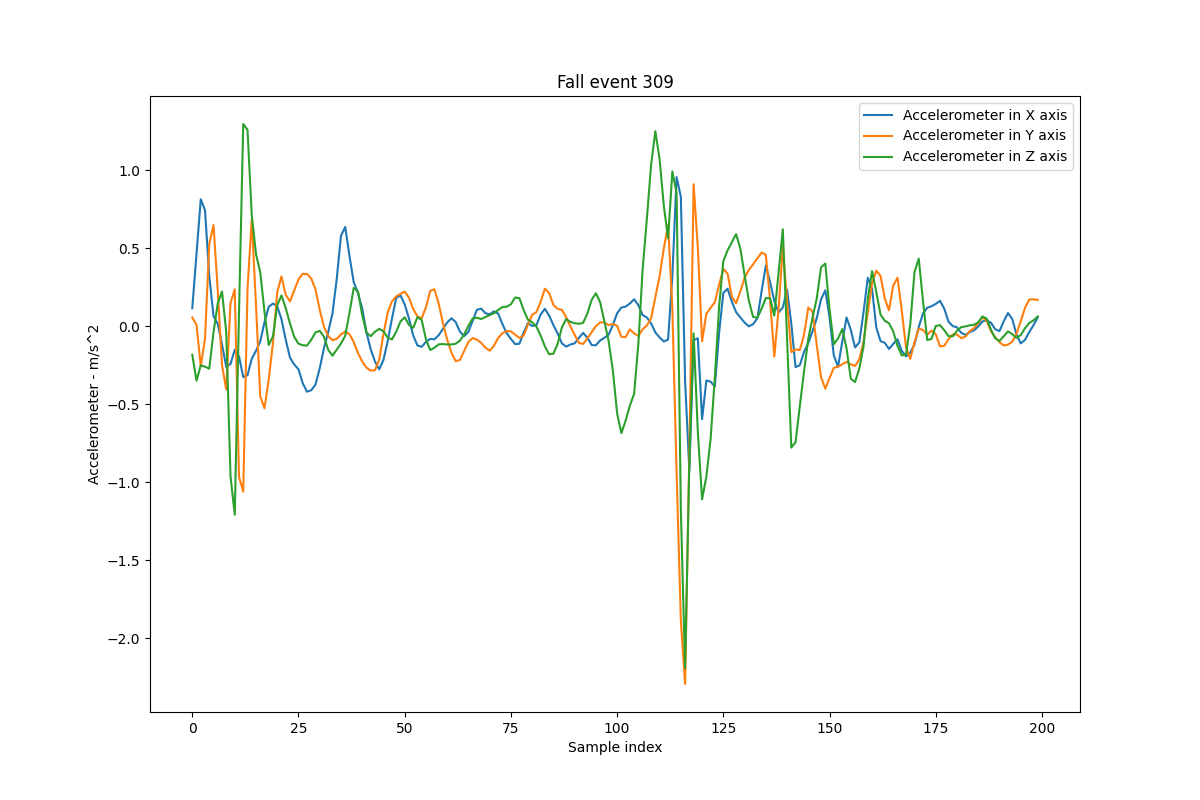 Fall event 309
Accelerometer in X axis
Accelerometer in Y axis
Accelerometer in Z axis
1.0
0.5
0.0
−0.5
−1.0
−1.5
−2.0
Accelerometer - m/s^2
0 25 50 75 100 125 150 175 200
Sample index